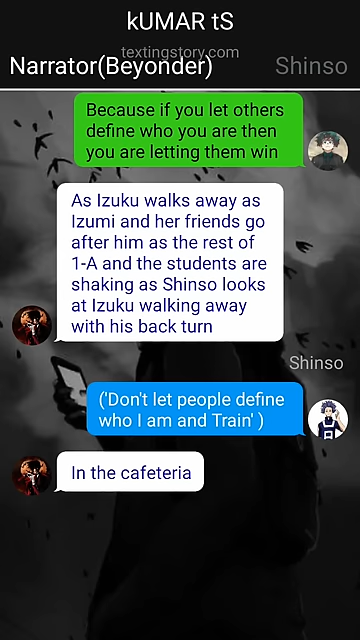 kUMAR tS
textingstory.com
Narrator(Beyonder) Shinso
Because if you let others
define who you are then
you are letting them win
As Izuku walks away as
Izumi and her friends go
after him as the rest of
1-A and the students are
shaking as Shinso looks
at Izuku walking away
with his back turn
Shinso
('Don't let people define
who I am and Train' )
In the cafeteria